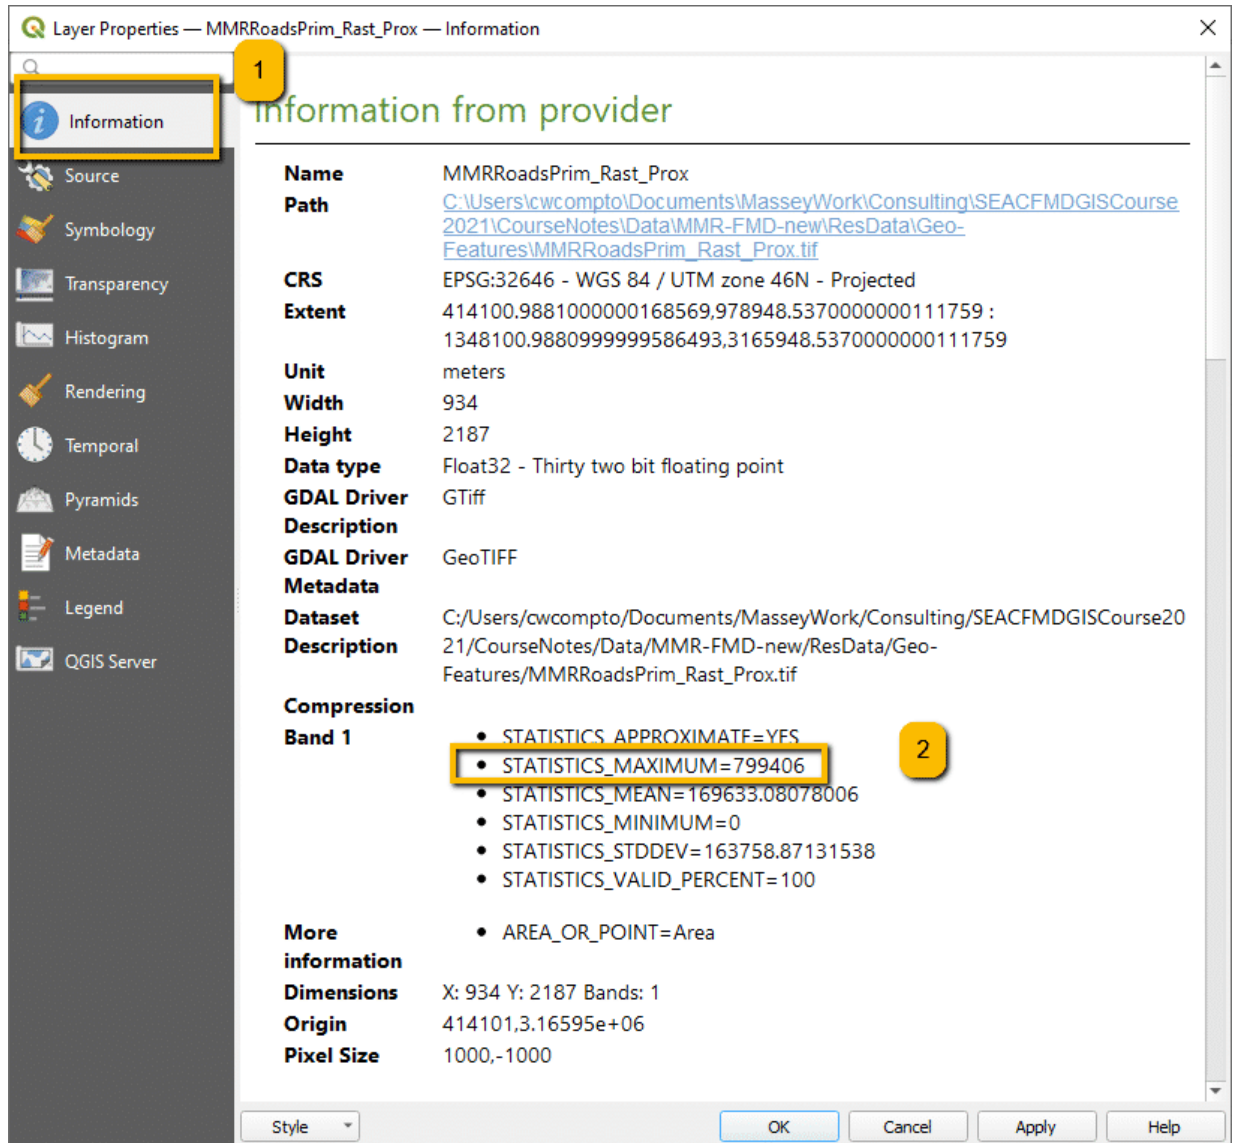 Layer Properties — MMRRoadsPrim_Rast_Prox — Information
1
Information
Source
Symbology
Transparency
Histogram
Rendering
Temporal
Pyramids
Metadata
Legend
QGIS Server
Information from provider
Name MMRRoadsPrim_Rast_Prox
Path C:\Users\cwcompto\Documents\MasseyWork\Consulting\SEACFMDGISCourse
2021\CourseNotes\Data\MMR-FMD-new\ResData\Geo-
Features\MMRRoadsPrim_Rast_Prox.tif
CRS EPSG:32646 - WGS 84 / UTM zone 46N - Projected
Extent 414100.9881000000168569,978948.5370000000111759 :
1348100.9880999999586493,3165948.5370000000111759
Unit meters
Width 934
Height 2187
Data type Float32 - Thirty two bit floating point
GDAL Driver GTiff
Description
GDAL Driver GeoTIFF
Metadata
Dataset C:/Users/cwcompto/Documents/MasseyWork/Consulting/SEACFMDGISCourse20
Description 21/CourseNotes/Data/MMR-FMD-new/ResData/Geo-
Features/MMRRoadsPrim_Rast_Prox.tif
Compression
Band 1 • STATISTICS_APPROXIMATE=YES
• STATISTICS_MAXIMUM=799406
2
• STATISTICS_MEAN=169633.08078006
• STATISTICS_MINIMUM=0
• STATISTICS_STDDEV=163758.87131538
• STATISTICS_VALID_PERCENT=100
More • AREA_OR_POINT=Area
information
Dimensions X: 934 Y: 2187 Bands: 1
Origin 414101,3.16595e+06
Pixel Size 1000,-1000
Style OK Cancel Apply Help